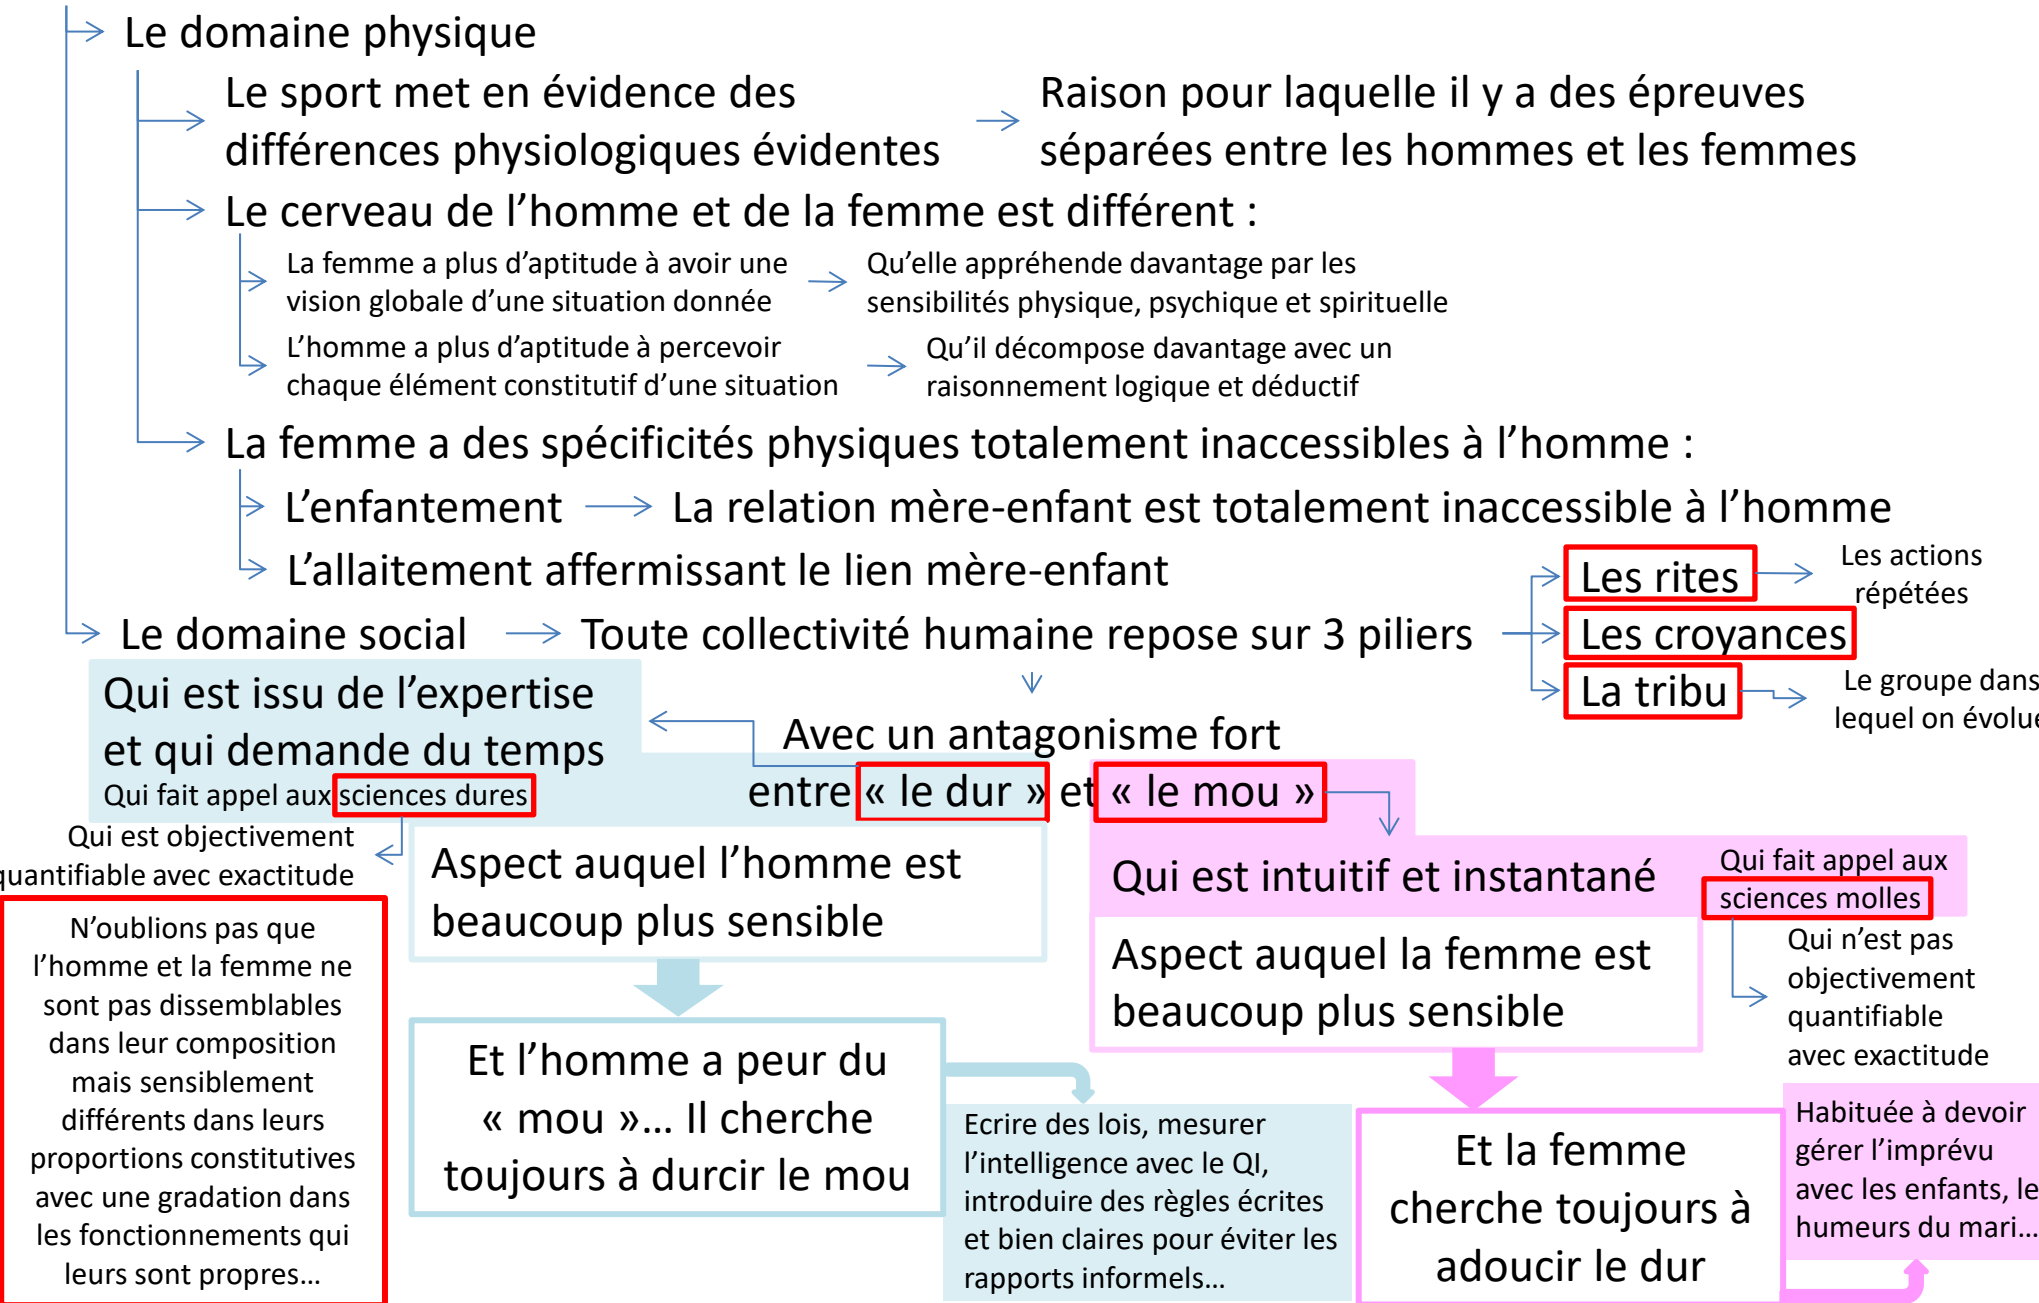 Le domaine physique
Le sport met en évidence des
différences physiologiques évidentes
Raison pour laquelle il y a des épreuves
séparées entre les hommes et les femmes
Le cerveau de l’homme et de la femme est différent :
La femme a plus d’aptitude à avoir une
vision globale d’une situation donnée
Qu’elle appréhende davantage par les
sensibilités physique, psychique et spirituelle
L’homme a plus d’aptitude à percevoir
chaque élément constitutif d’une situation
Qu’il décompose davantage avec un
raisonnement logique et déductif
La femme a des spécificités physiques totalement inaccessibles à l’homme :
L’enfantement
La relation mère-enfant est totalement inaccessible à l’homme
L’allaitement affermissant le lien mère-enfant
Le domaine social
Toute collectivité humaine repose sur 3 piliers
Les rites
Les actions
répétées
Les croyances
La tribu
Le groupe dans
lequel on évolue
Avec un antagonisme fort
entre « le dur » et « le mou »
Qui est issu de l’expertise
et qui demande du temps
Qui fait appel aux sciences dures
Qui est objectivement
quantifiable avec exactitude
Aspect auquel l’homme est
beaucoup plus sensible
Qui est intuitif et instantané
Qui fait appel aux
sciences molles
Aspect auquel la femme est
beaucoup plus sensible
Qui n’est pas
objectivement
quantifiable
avec exactitude
N’oublions pas que
l’homme et la femme ne
sont pas dissemblables
dans leur composition
mais sensiblement
différents dans leurs
proportions constitutives
avec une gradation dans
les fonctionnements qui
leurs sont propres…
Et l’homme a peur du
« mou »… Il cherche
toujours à durcir le mou
Ecrire des lois, mesurer
l’intelligence avec le QI,
introduire des règles écrites
et bien claires pour éviter les
rapports informels…
Et la femme
cherche toujours à
adoucir le dur
Habituée à devoir
gérer l’imprévu
avec les enfants, le
humeurs du mari…